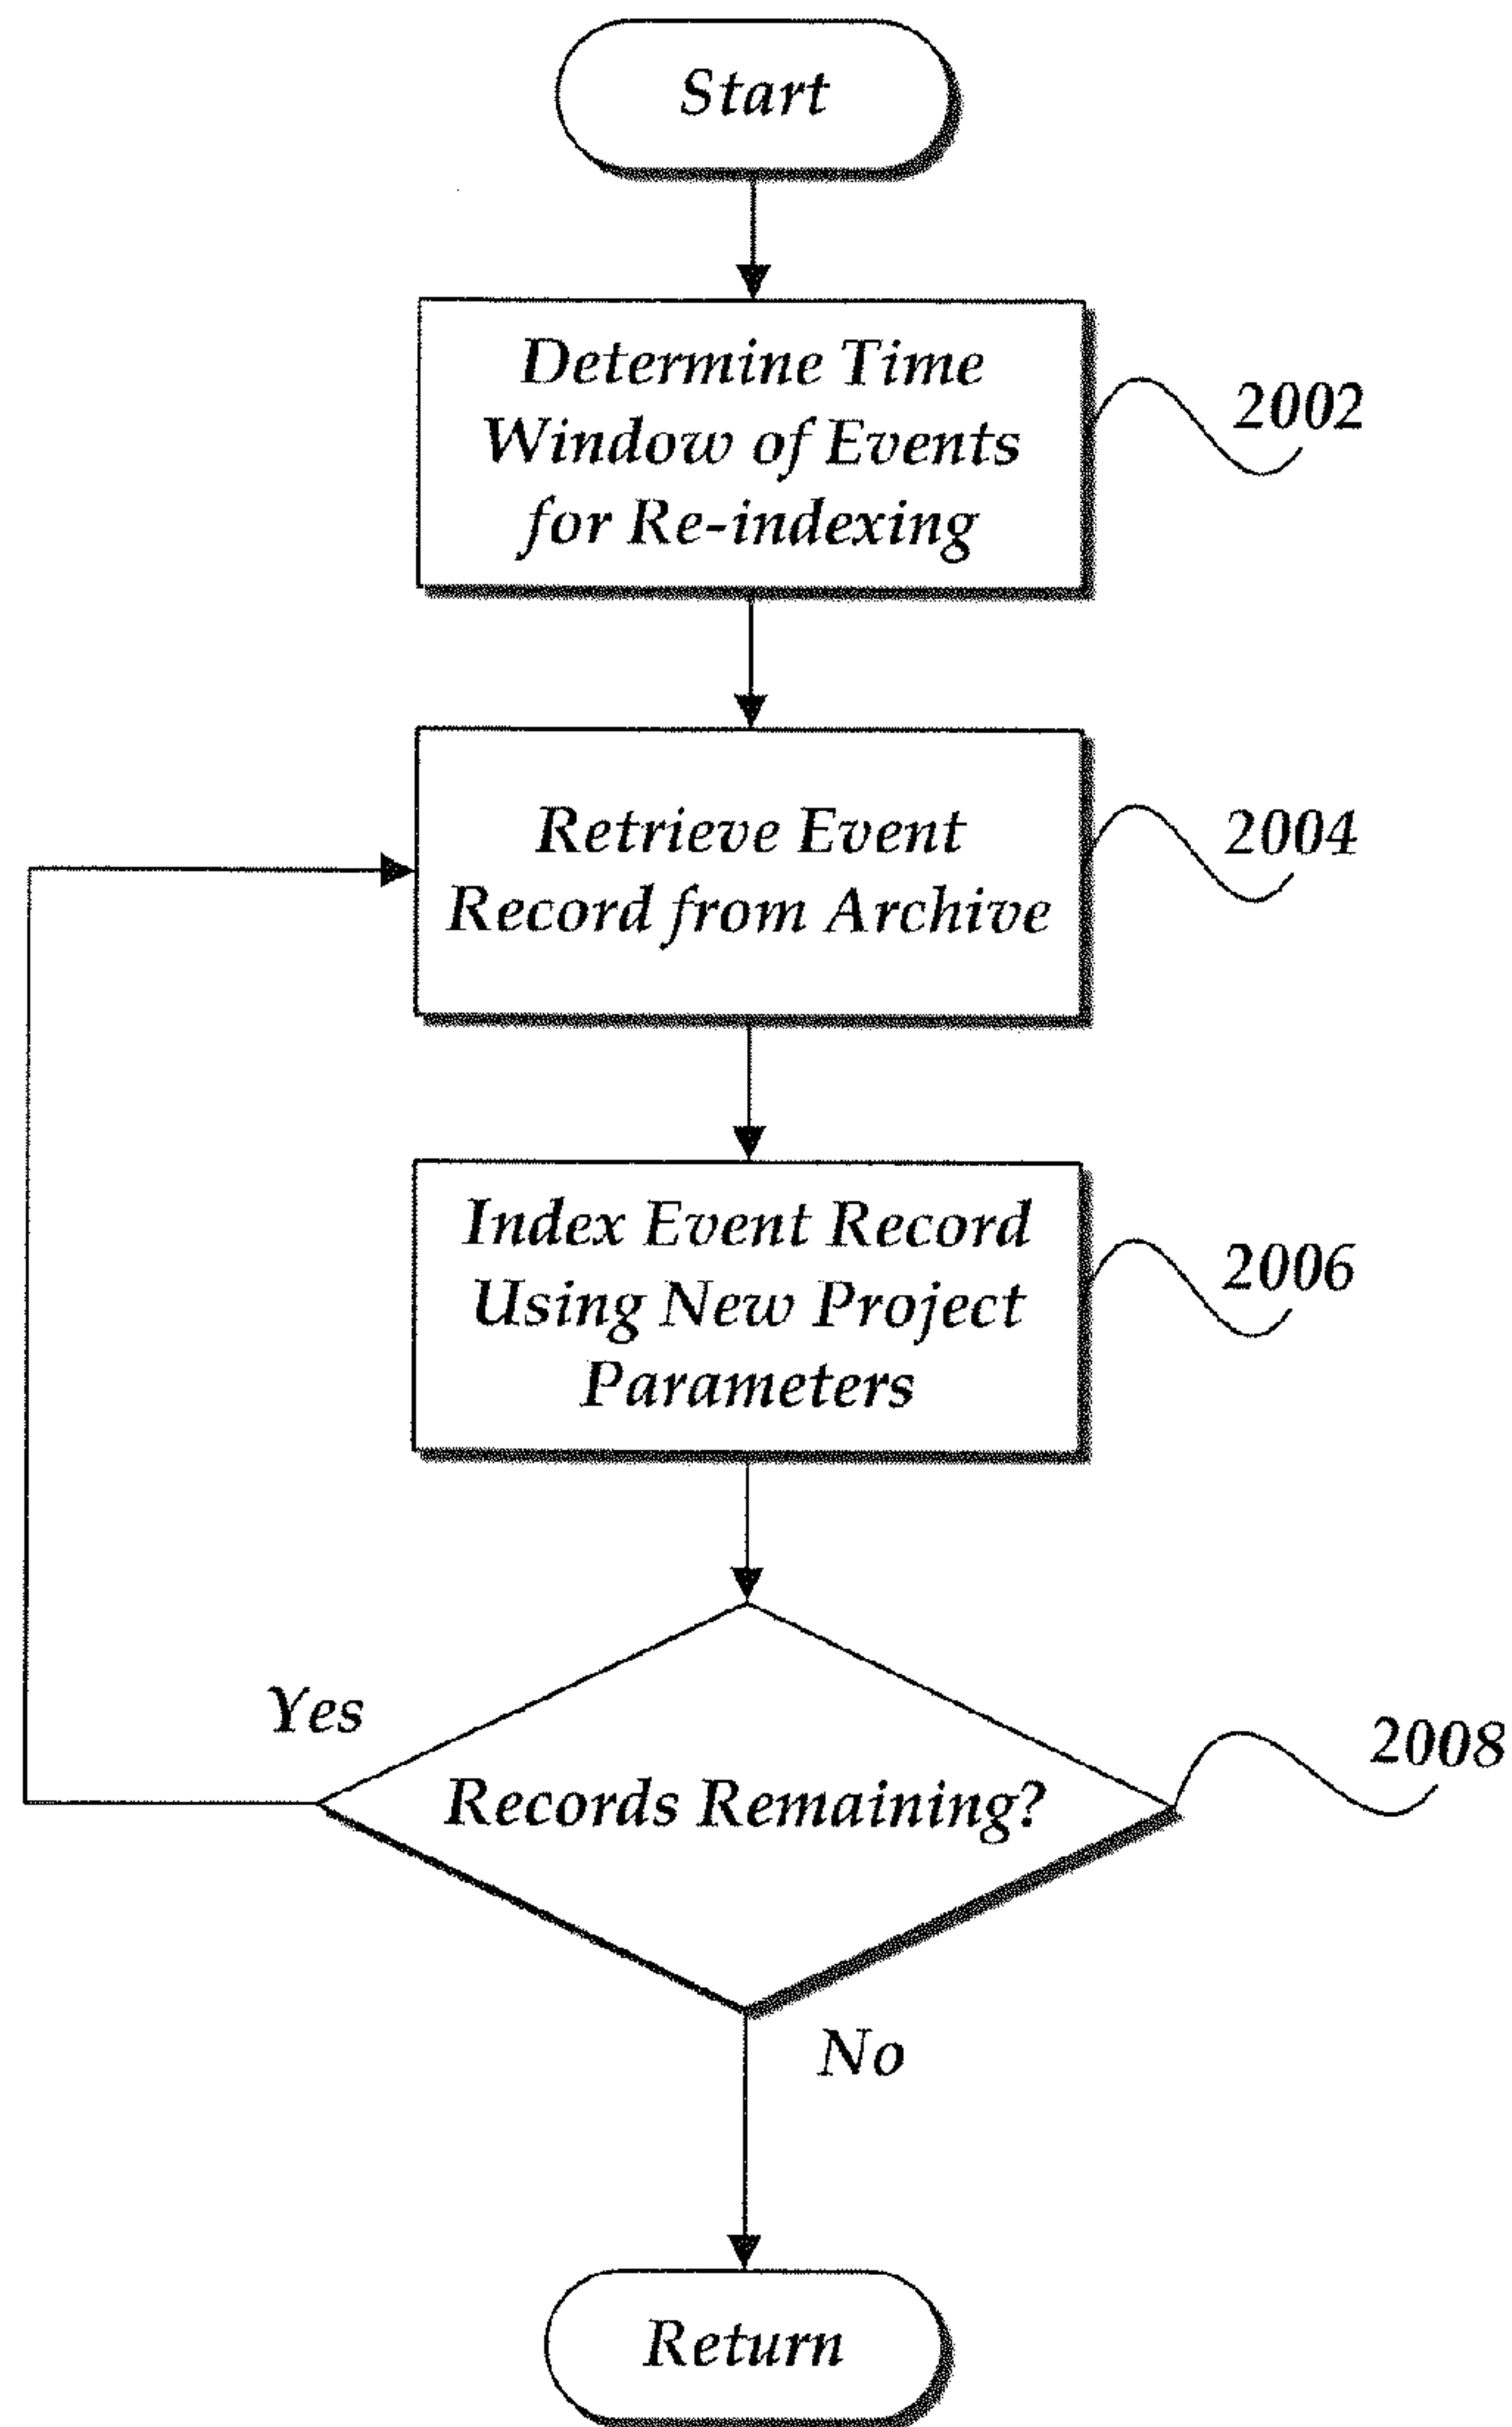 Start
Determine Time
Window of Events
for Re-indexing
2002
Retrieve Event
Record from Archive
2004
Index Event Record
Using New Project
Parameters
2006
Yes
Records Remaining?
2008
No
Return